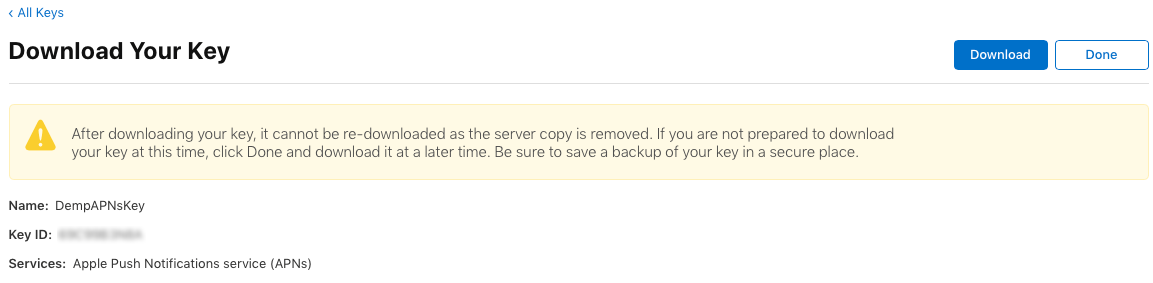 ‹ All Keys
Download Your Key
Download
Done
After downloading your key, it cannot be re-downloaded as the server copy is removed. If you are not prepared to download
your key at this time, click Done and download it at a later time. Be sure to save a backup of your key in a secure place.
Name: DempAPNsKey
Key ID:
Services: Apple Push Notifications service (APNs)